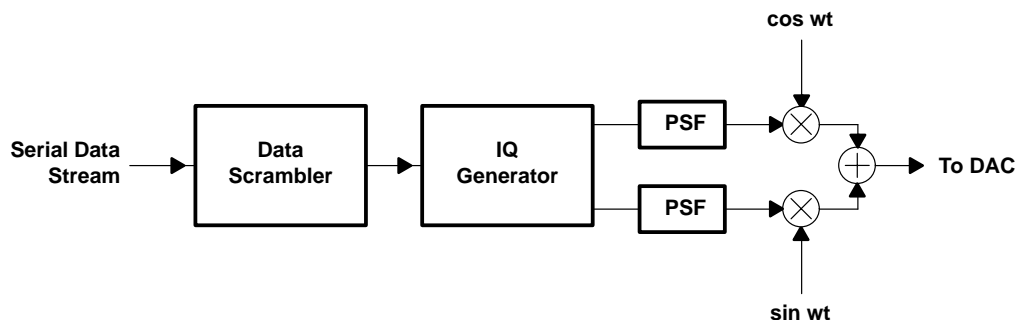 cos wt
PSF
Serial Data
Stream
Data
Scrambler
IQ
Generator
To DAC
PSF
sin wt